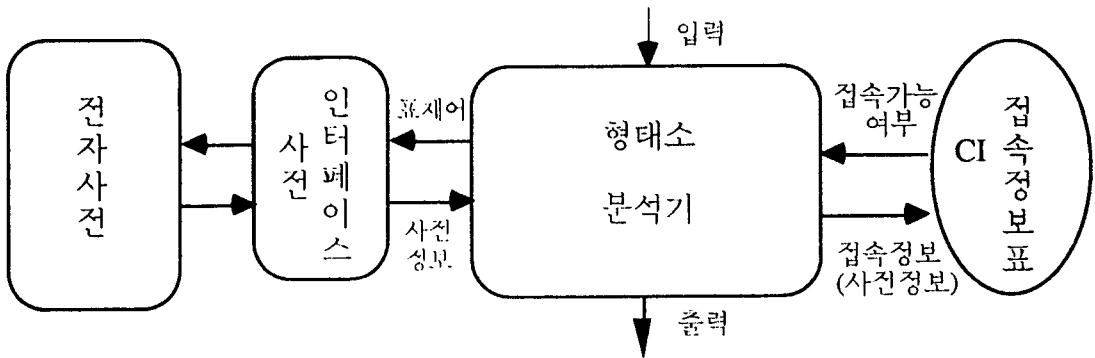 전자사전
사전
인터페이스
표제어
사전
정보
입력
형태소
분석기
출력
접속가능
여부
접속정보
(사전정보)
CI
접속정보표